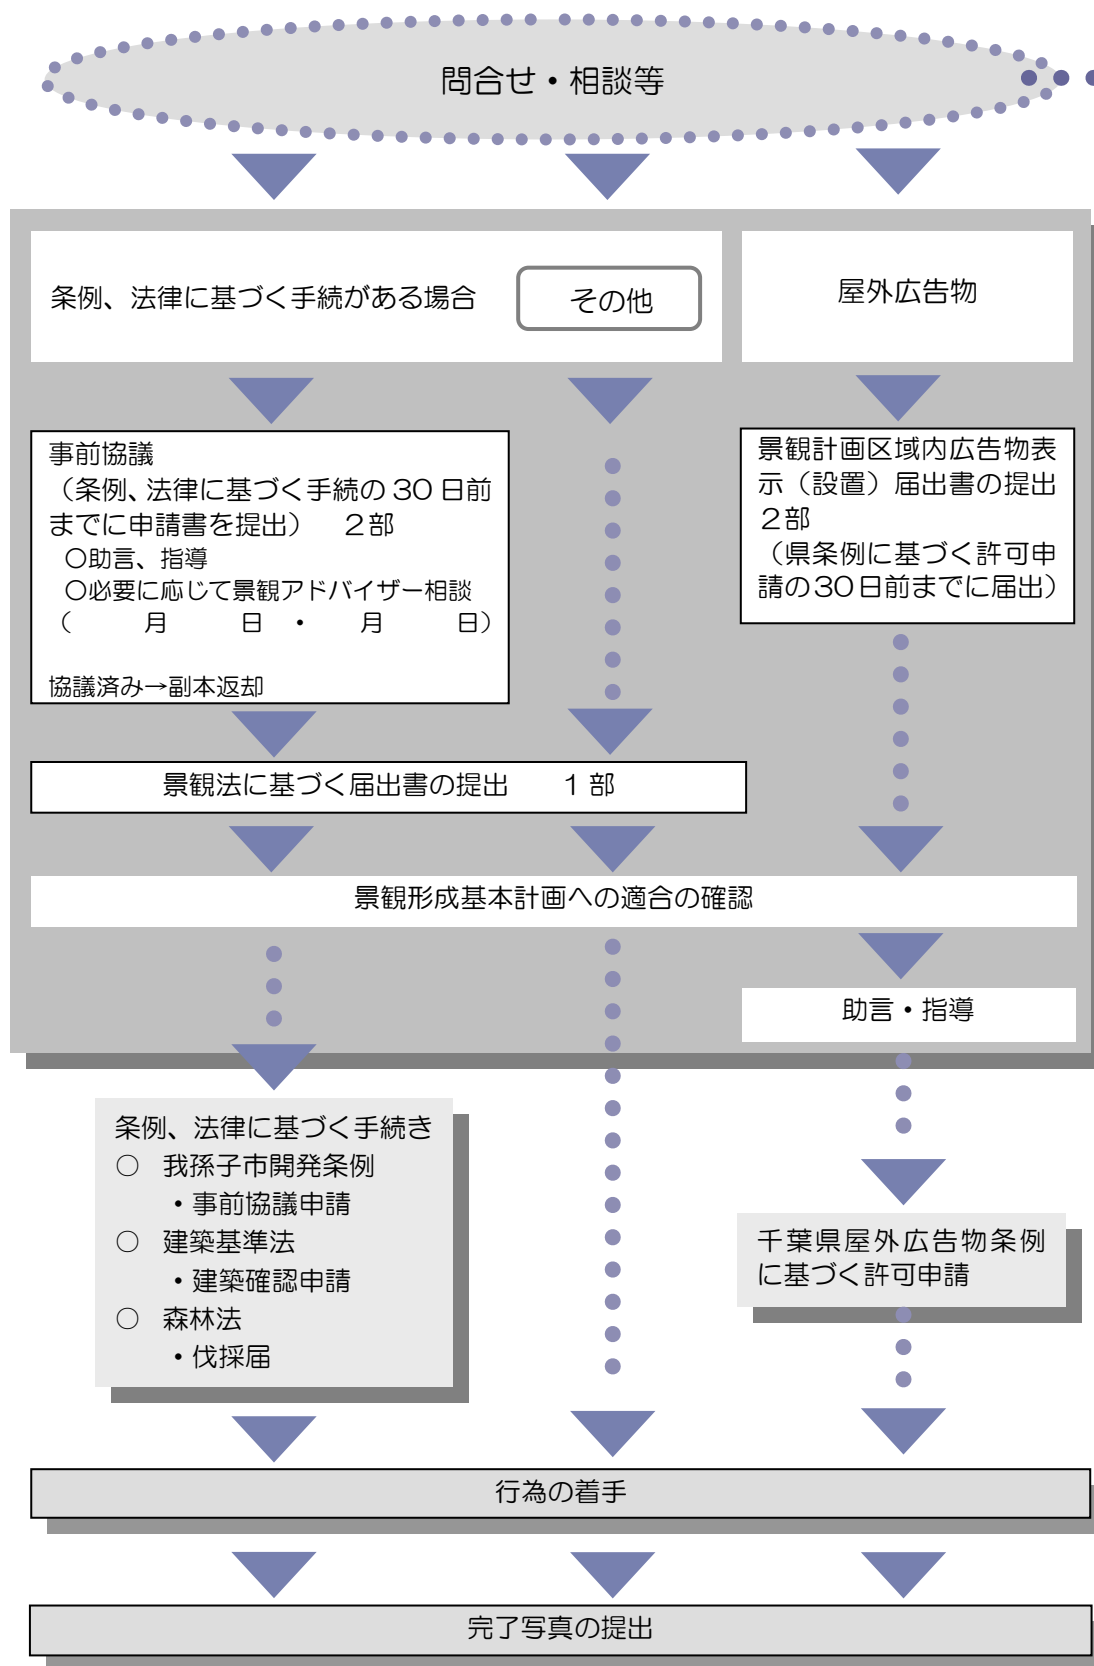 問合せ・相談等
条例、法律に基づく手続がある場合
その他
屋外広告物
事前協議
（条例、法律に基づく手続の30日前
までに申請書を提出）　２部
○助言、指導
○必要に応じて景観アドバイザー相談
（　　　月　　　日　・　　月　　　日）
協議済み→副本返却
景観計画区域内広告物表
示（設置）届出書の提出
２部
（県条例に基づく許可申
請の30日前までに届出）
景観法に基づく届出書の提出　　１部
景観形成基本計画への適合の確認
助言・指導
条例、法律に基づく手続き
○　我孫子市開発条例
・事前協議申請
○　建築基準法
・建築確認申請
○　森林法
・伐採届
千葉県屋外広告物条例
に基づく許可申請
行為の着手
完了写真の提出